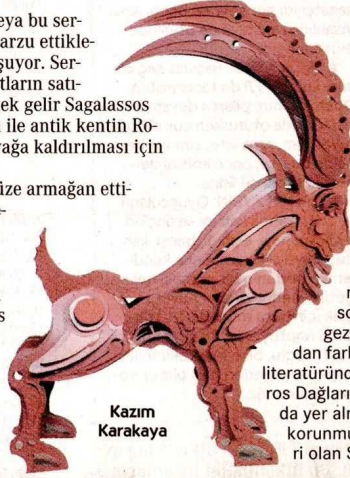 eya bu ser-
arzu ettikle-
şuyor. Ser-
tların satı-
ek gelir Sagalassos
ile antik kentin Ro-
ağa kaldırılması için
ize armağan etti-
s
Kazım
Karakaya
so
gez
dan farl
literatüründ
ros Dağların
da yer alm
korunmu
ri olan S